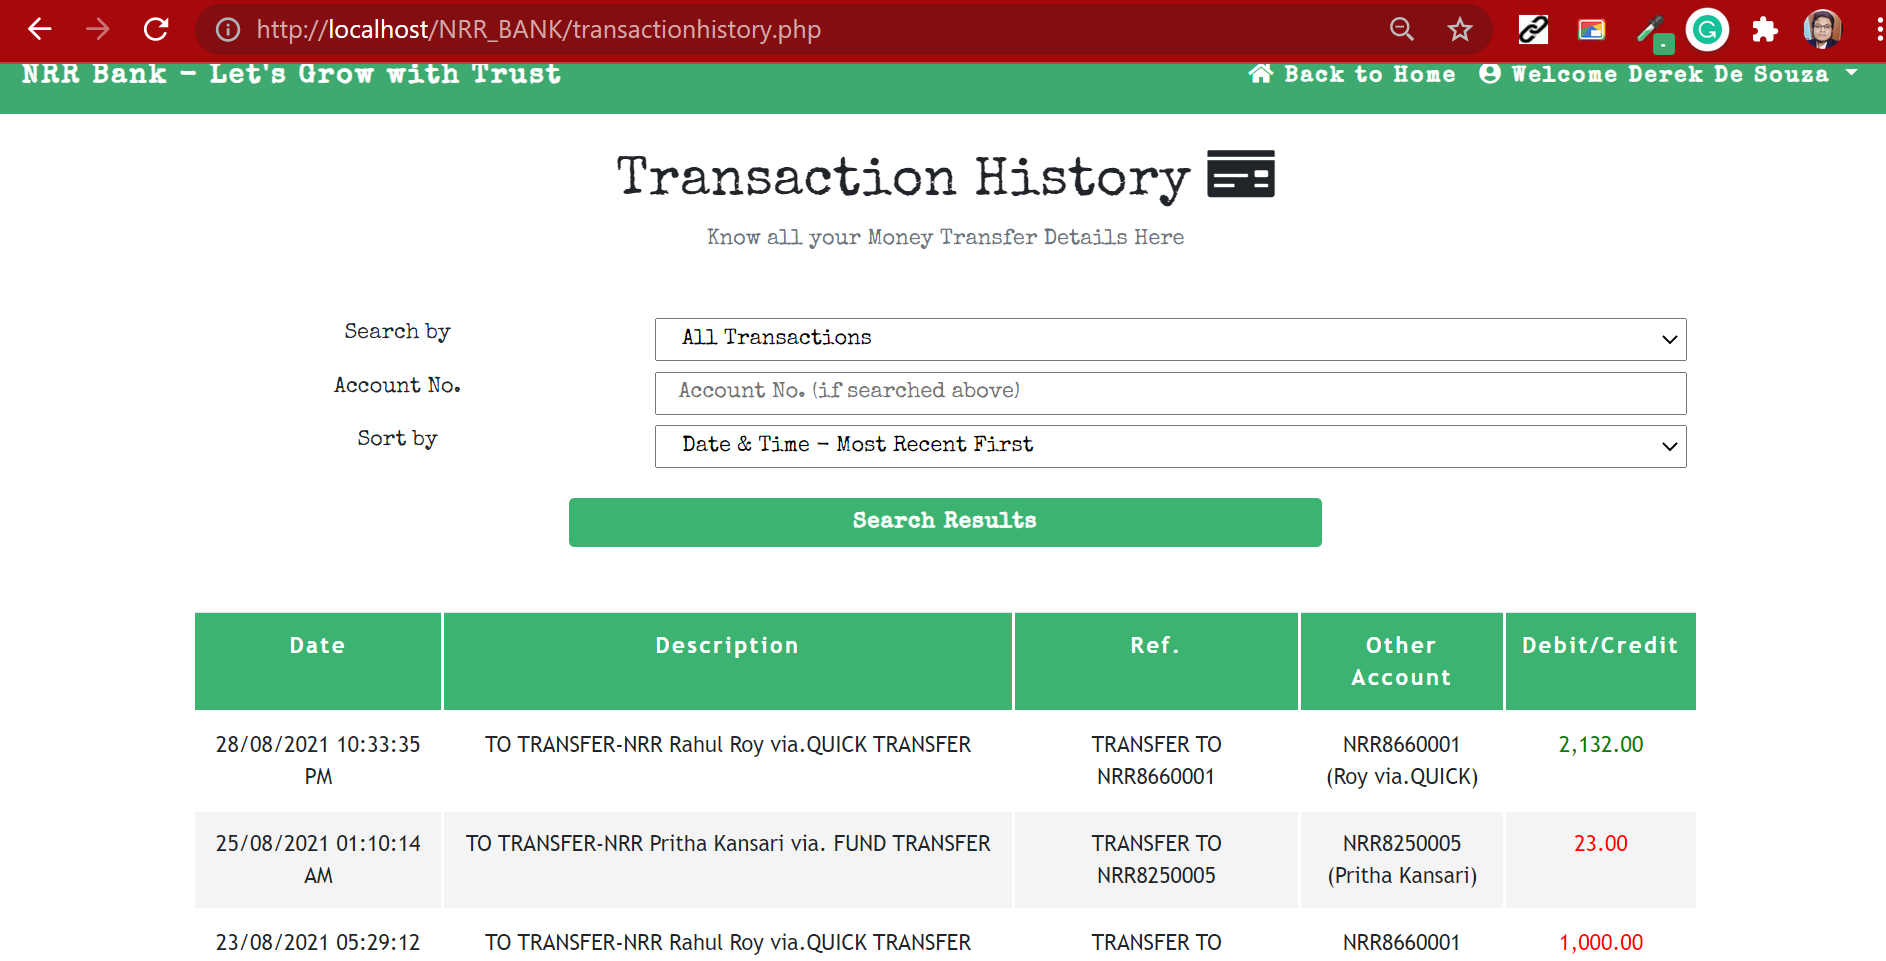 http://localhost/NRR_BANK/transactionhistory.php
NRR Bank - Let's Grow with Trust
Back to Home
Welcome Derek De Souza
Transaction History
Know all your Money Transfer Details Here
Search by
All Transactions
Account No.
Account No. (if searched above)
Sort by
Date & Time - Most Recent First
Search Results
Date
Description
Ref.
Other
Account
Debit/Credit
28/08/2021 10:33:35
PM
TO TRANSFER-NRR Rahul Roy via.QUICK TRANSFER
TRANSFER TO
NRR8660001
NRR8660001
(Roy via.QUICK)
2,132.00
25/08/2021 01:10:14
AM
TO TRANSFER-NRR Pritha Kansari via. FUND TRANSFER
TRANSFER TO
NRR8250005
NRR8250005
(Pritha Kansari)
23.00
23/08/2021 05:29:12
TO TRANSFER-NRR Rahul Roy via.QUICK TRANSFER
TRANSFER TO
NRR8660001
1,000.00